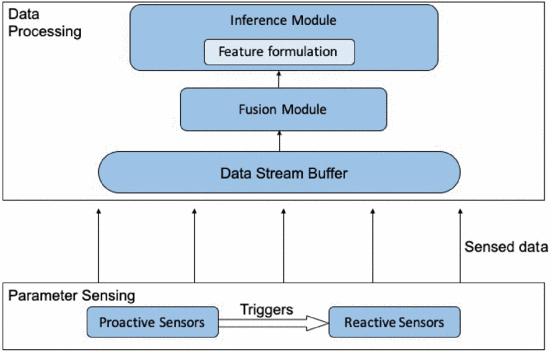 Data
Processing
Inference Module
Feature formulation
Fusion Module
Data Stream Buffer
Sensed data
Parameter Sensing
Triggers
Proactive Sensors
Reactive Sensors